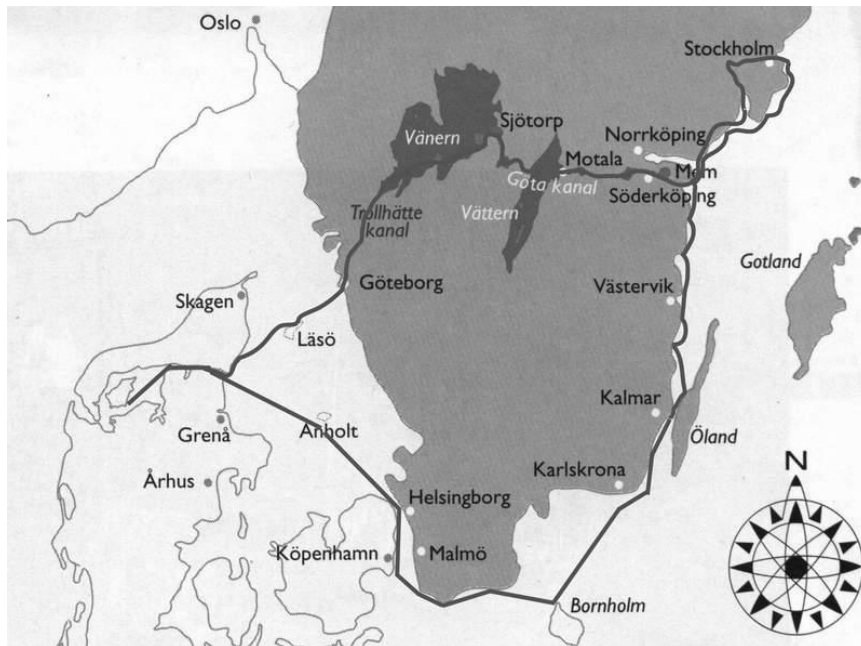 Oslo
Stockholm
Sjötorp
Vänern
Norrköping
Motala
Mem
Göta kanal
Söderköping
Vättern
Trollhätte
kanal
Göteborg
Gotland
Skagen
Västervik
Läsö
Kalmar
Grenå
Anholt
Öland
Århus
Karlskrona
N
Helsingborg
Köpenhamn
Malmö
Bornholm